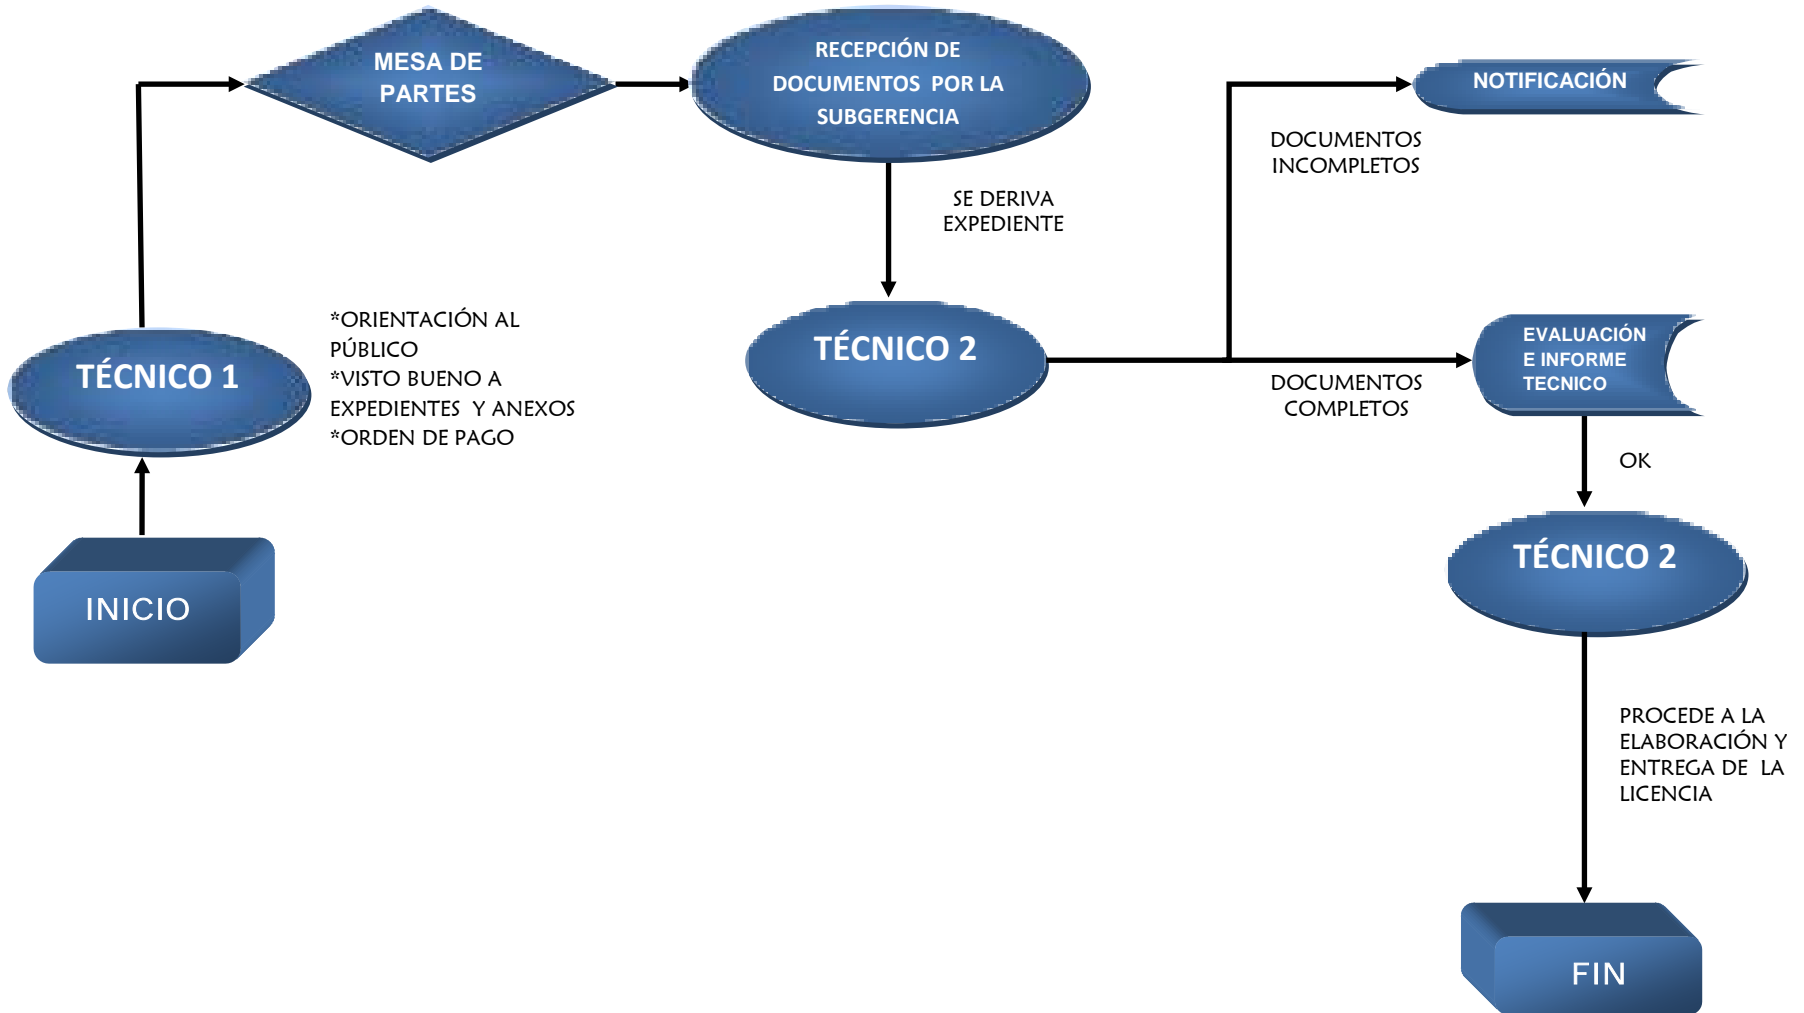 MESA DE
PARTES
RECEPCIÓN DE
DOCUMENTOS POR LA
SUBGERENCIA
NOTIFICACIÓN
DOCUMENTOS
INCOMPLETOS
SE DERIVA
EXPEDIENTE
TÉCNICO 1
*ORIENTACIÓN AL
PÚBLICO
*VISTO BUENO A
EXPEDIENTES Y ANEXOS
*ORDEN DE PAGO
TÉCNICO 2
DOCUMENTOS
COMPLETOS
EVALUACIÓN
E INFORME
TECNICO
OK
INICIO
TÉCNICO 2
PROCEDE A LA
ELABORACIÓN Y
ENTREGA DE LA
LICENCIA
FIN